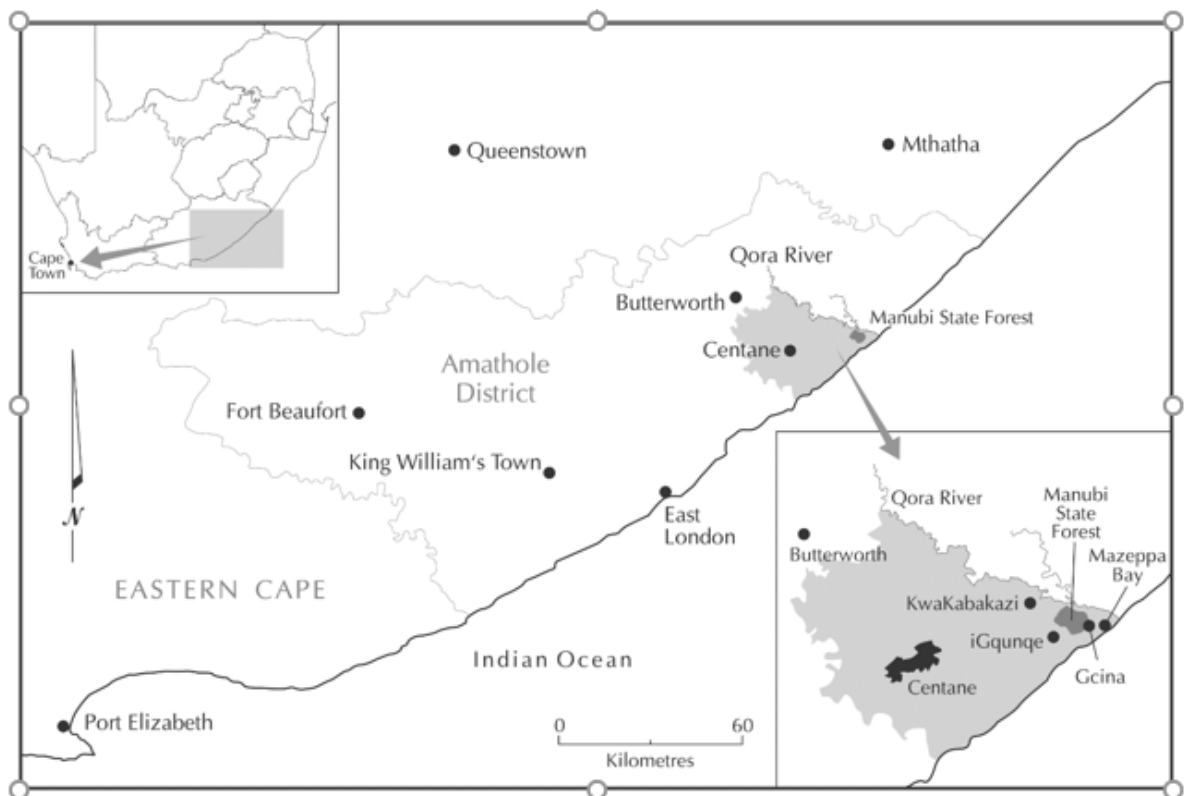 Cape
Town
Queenstown
Mthatha
Qora River
Butterworth
Manubi State Forest
Centane
Amathole
District
Fort Beaufort
King William's Town
East
London
N
EASTERN CAPE
Indian Ocean
Port Elizabeth
0 60
Kilometres
Qora River
Manubi
State
Forest
Butterworth
Mazeppa
Bay
KwaKabakazi
iGqunqe
Gcina
Centane